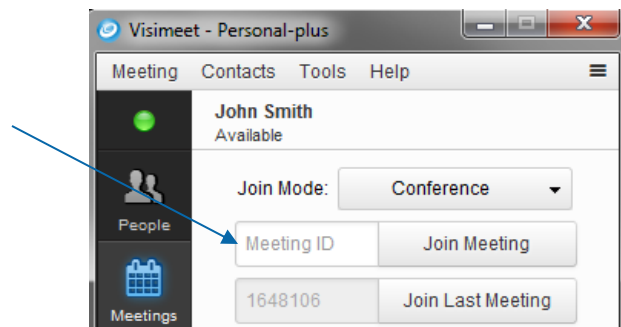 Visimeet - Personal-plus
Meeting Contacts Tools Help
John Smith
Available
People
Join Mode: Conference
Meeting ID Join Meeting
1648106 Join Last Meeting
Meetings